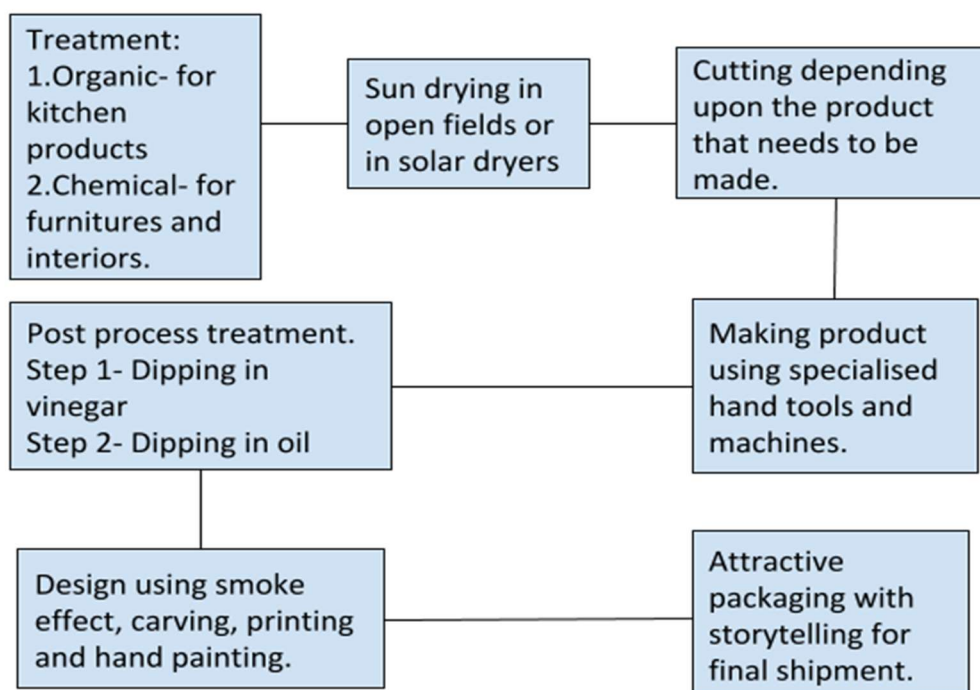 Treatment:
1.Organic- for
kitchen
products
2.Chemical- for
furnitures and
interiors.
Sun drying in
open fields or
in solar dryers
Cutting depending
upon the product
that needs to be
made.
Making product
using specialised
hand tools and
machines.
Post process treatment.
Step 1- Dipping in
vinegar
Step 2- Dipping in oil
Design using smoke
effect, carving, printing
and hand painting.
Attractive
packaging with
storytelling for
final shipment.